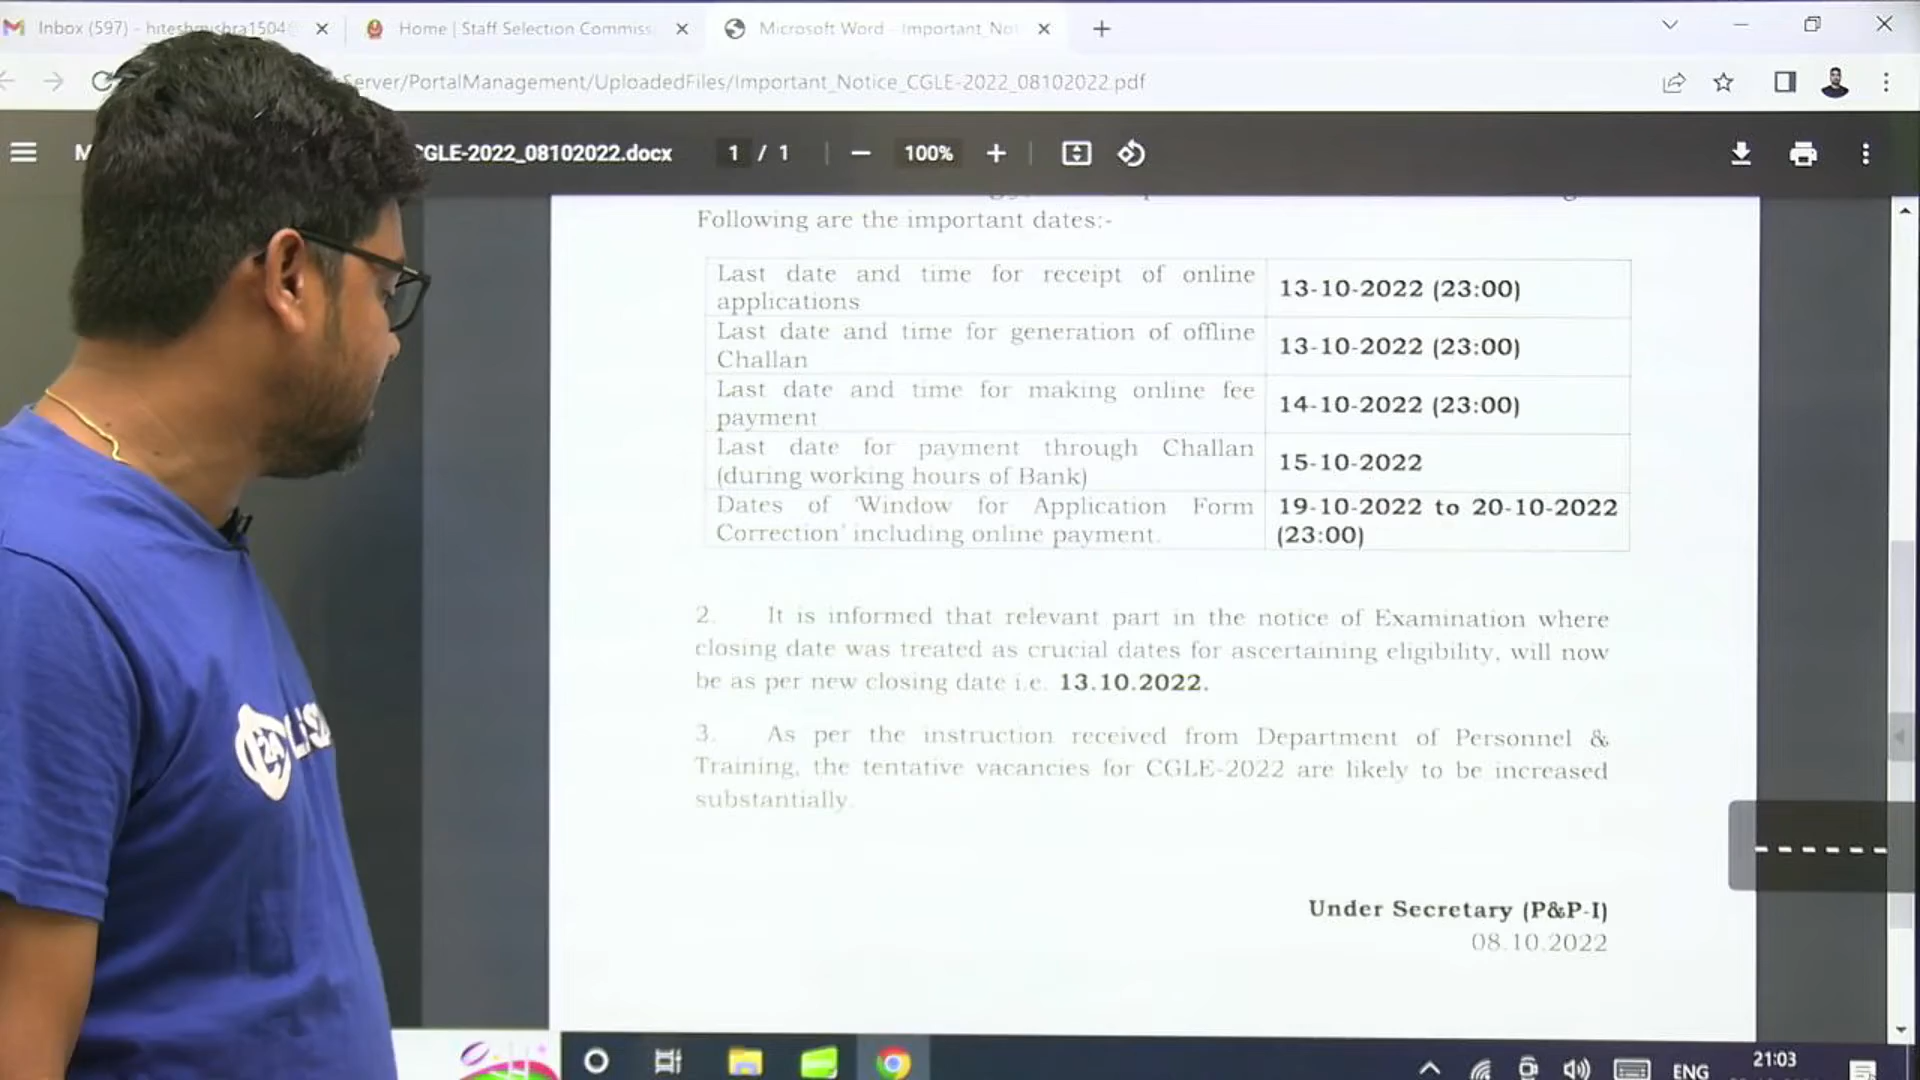 Inbox (597) - hiteshmishra1504
Home | Staff Selection Commiss
Microsoft Word - Important_Not
erver/PortalManagement/UploadedFiles/Important_Notice_CGLE-2022_08102022.pdf
M
CGLE-2022_08102022.docx
1 / 1
100%
Following are the important dates:-
Last date and time for receipt of online
applications
13-10-2022 (23:00)
Last date and time for generation of offline
Challan
13-10-2022 (23:00)
Last date and time for making online fee
payment
14-10-2022 (23:00)
Last date for payment through Challan
(during working hours of Bank)
15-10-2022
Dates of 'Window for Application Form
Correction' including online payment.
19-10-2022 to 20-10-2022
(23:00)
2. It is informed that relevant part in the notice of Examination where
closing date was treated as crucial dates for ascertaining eligibility, will now
be as per new closing date i.e. 13.10.2022.
3. As per the instruction received from Department of Personnel &
Training, the tentative vacancies for CGLE-2022 are likely to be increased
substantially.
Under Secretary (P&P-I)
08.10.2022
ENG
21:03